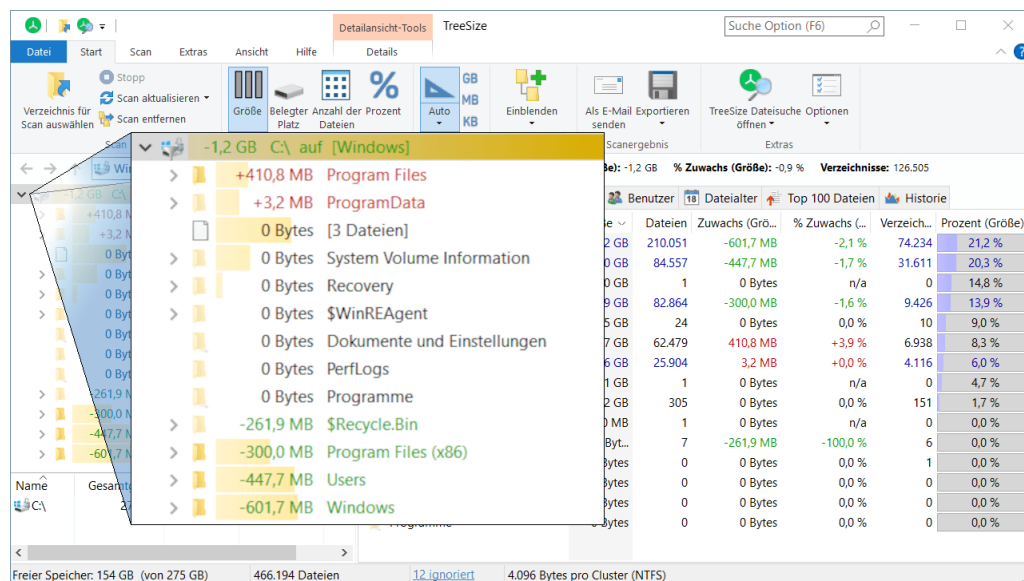 Detailansicht-Tools TreeSize
Suche Option (F6)
Datei Start Scan Extras Ansicht Hilfe Details
Verzeichnis für Scan auswählen
Stopp
Scan aktualisieren
Scan entfernen
Größe
Belegter Platz
Anzahl der Dateien
Prozent
Auto
GB
MB
KB
Einblenden
Als E-Mail senden
Exportieren
TreeSize Dateisuche öffnen
Optionen
Scan
Scanergebnis
Extras
-1,2 GB % Zuwachs (Größe): -0,9 % Verzeichnisse: 126.505
Benutzer 18 Dateialter Top 100 Dateien Historie
-1,2 GB C:\ auf [Windows]
+410,8 MB Program Files
+3,2 MB ProgramData
0 Bytes [3 Dateien]
0 Bytes System Volume Information
0 Bytes Recovery
0 Bytes $WinREAgent
0 Bytes Dokumente und Einstellungen
0 Bytes PerfLogs
0 Bytes Programme
-261,9 MB $Recycle.Bin
-300,0 MB Program Files (x86)
-447,7 MB Users
-601,7 MB Windows
Dateien Zuwachs (Grö... % Zuwachs (... Verzeich... Prozent (Größe)
210.051 -601,7 MB -2,1 % 74.234 21,2 %
84.557 -447,7 MB -1,7 % 31.611 20,3 %
1 0 Bytes n/a 0 14,8 %
82.864 -300,0 MB -1,6 % 9.426 13,9 %
24 0 Bytes 0,0 % 10 9,0 %
62.479 410,8 MB +3,9 % 6.938 8,3 %
25.904 3,2 MB +0,0 % 4.116 6,0 %
1 0 Bytes n/a 0 4,7 %
305 0 Bytes 0,0 % 151 1,7 %
1 0 Bytes n/a 0 0,0 %
7 -261,9 MB -100,0 % 6 0,0 %
0 0 Bytes 0,0 % 1 0,0 %
0 0 Bytes 0,0 % 0 0,0 %
0 0 Bytes 0,0 % 0 0,0 %
0 0 Bytes 0,0 % 0 0,0 %
Name
C:\
Freier Speicher: 154 GB (von 275 GB) 466.194 Dateien 12 ignoriert 4.096 Bytes pro Cluster (NTFS)